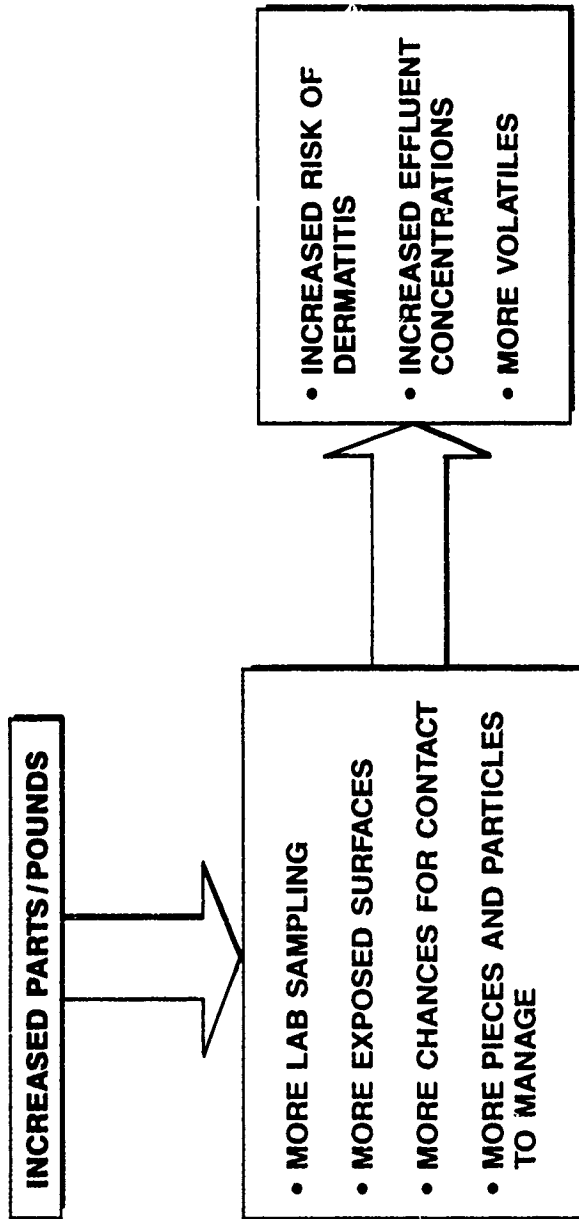 INCREASED PARTS/POUNDS
• MORE LAB SAMPLING
• MORE EXPOSED SURFACES
• MORE CHANCES FOR CONTACT
• MORE PIECES AND PARTICLES
TO MANAGE
• INCREASED RISK OF
DERMATITIS
• INCREASED EFFLUENT
CONCENTRATIONS
• MORE VOLATILES